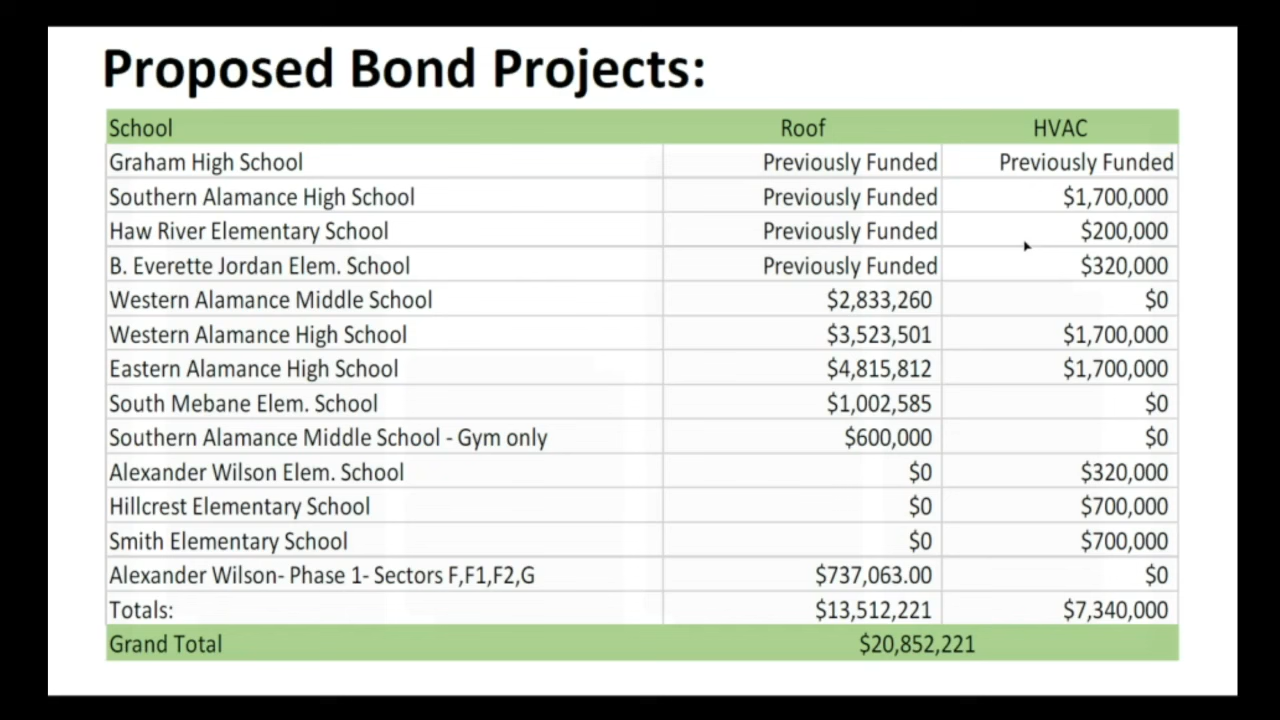 Proposed Bond Projects:
School Roof HVAC
Graham High School Previously Funded Previously Funded
Southern Alamance High School Previously Funded $1,700,000
Haw River Elementary School Previously Funded $200,000
B. Everette Jordan Elem. School Previously Funded $320,000
Western Alamance Middle School $2,833,260 $0
Western Alamance High School $3,523,501 $1,700,000
Eastern Alamance High School $4,815,812 $1,700,000
South Mebane Elem. School $1,002,585 $0
Southern Alamance Middle School - Gym only $600,000 $0
Alexander Wilson Elem. School $0 $320,000
Hillcrest Elementary School $0 $700,000
Smith Elementary School $0 $700,000
Alexander Wilson- Phase 1- Sectors F,F1,F2,G $737,063.00 $0
Totals: $13,512,221 $7,340,000
Grand Total $20,852,221